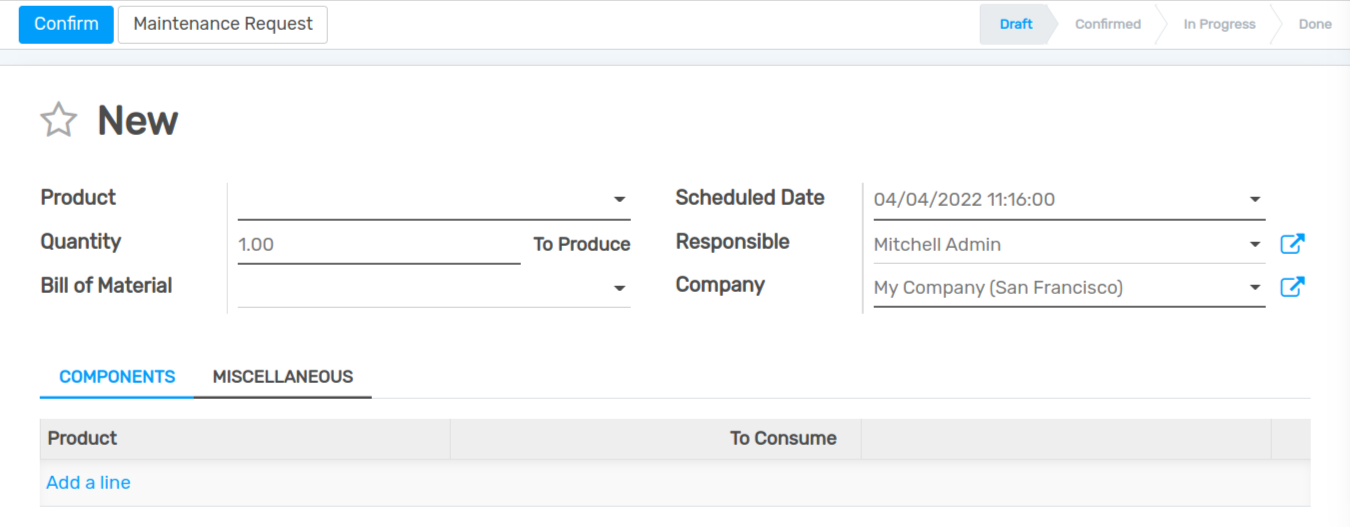 Confirm Maintenance Request Draft Confirmed In Progress Done
New
Product Scheduled Date 04/04/2022 11:16:00
Quantity 1.00 To Produce Responsible Mitchell Admin
Bill of Material Company My Company (San Francisco)
COMPONENTS MISCELLANEOUS
Product To Consume
Add a line